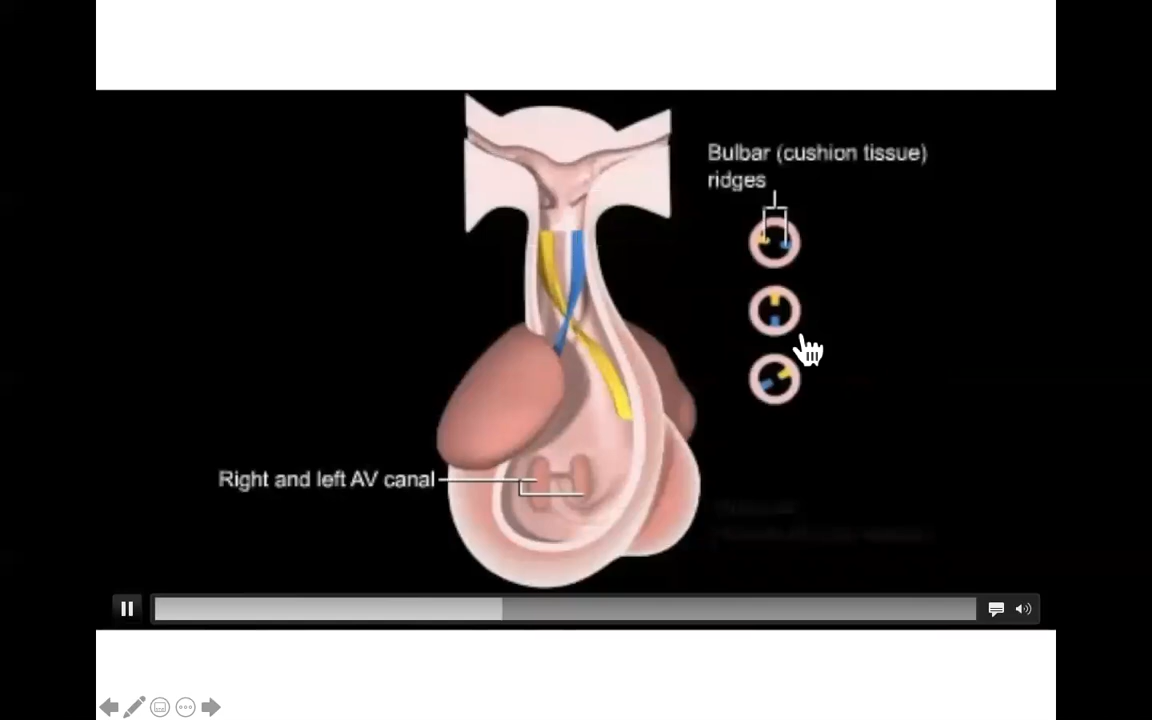 Bulbar (cushion tissue)
ridges
Right and left AV canal